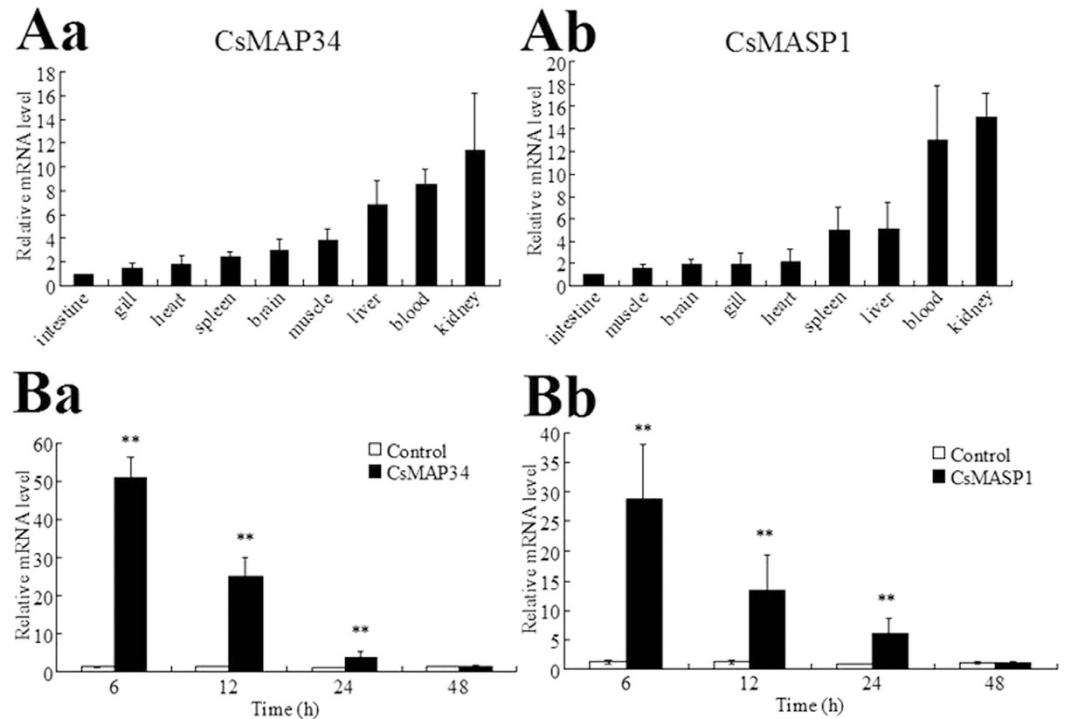 Aa
CsMAP34
Relative mRNA level
18
16
14
12
10
8
6
4
2
0
intestine
gill
heart
spleen
brain
muscle
liver
blood
kidney
Ab
CsMASP1
Relative mRNA level
20
18
16
14
12
10
8
6
4
2
0
intestine
muscle
brain
gill
heart
spleen
liver
blood
kidney
Ba
Relative mRNA level
60
50
40
30
20
10
0
**
**
**
Control
CsMAP34
6 12 24 48
Time (h)
Bb
Relative mRNA level
40
35
30
25
20
15
10
5
0
**
**
**
Control
CsMASP1
6 12 24 48
Time (h)